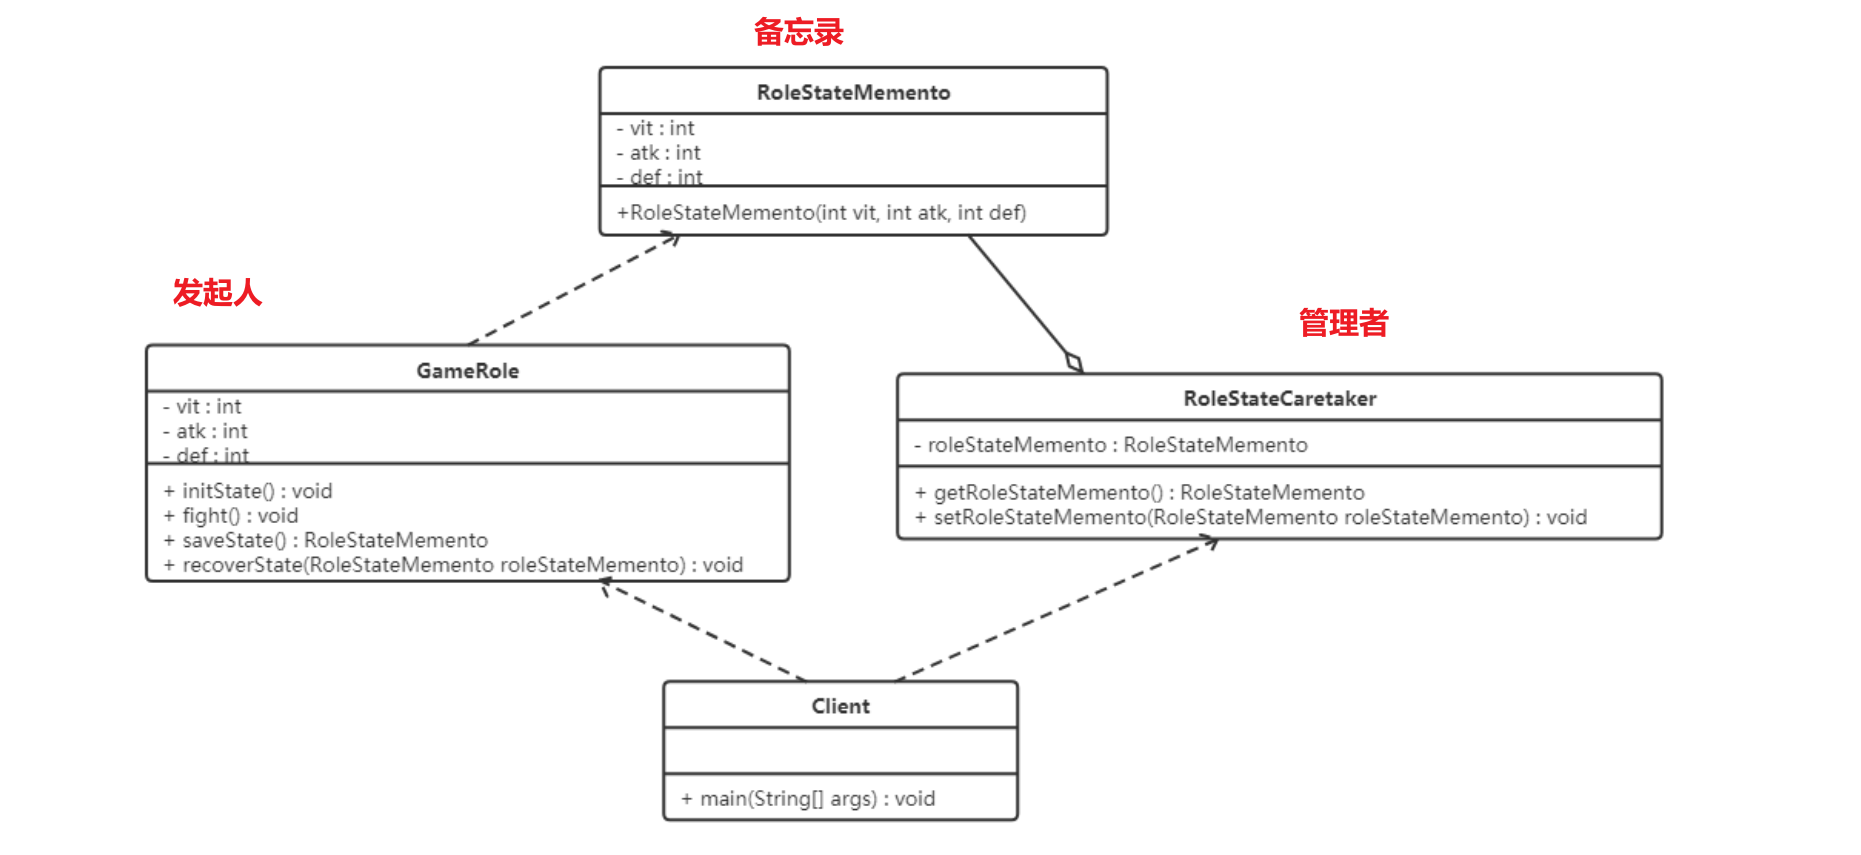 备忘录
RoleStateMemento
- vit : int
- atk : int
- def : int
+RoleStateMemento(int vit, int atk, int def)
发起人
GameRole
- vit : int
- atk : int
- def : int
+ initState() : void
+ fight() : void
+ saveState() : RoleStateMemento
+ recoverState(RoleStateMemento roleStateMemento) : void
管理者
RoleStateCaretaker
- roleStateMemento : RoleStateMemento
+ getRoleStateMemento() : RoleStateMemento
+ setRoleStateMemento(RoleStateMemento roleStateMemento) : void
Client
+ main(String[] args) : void